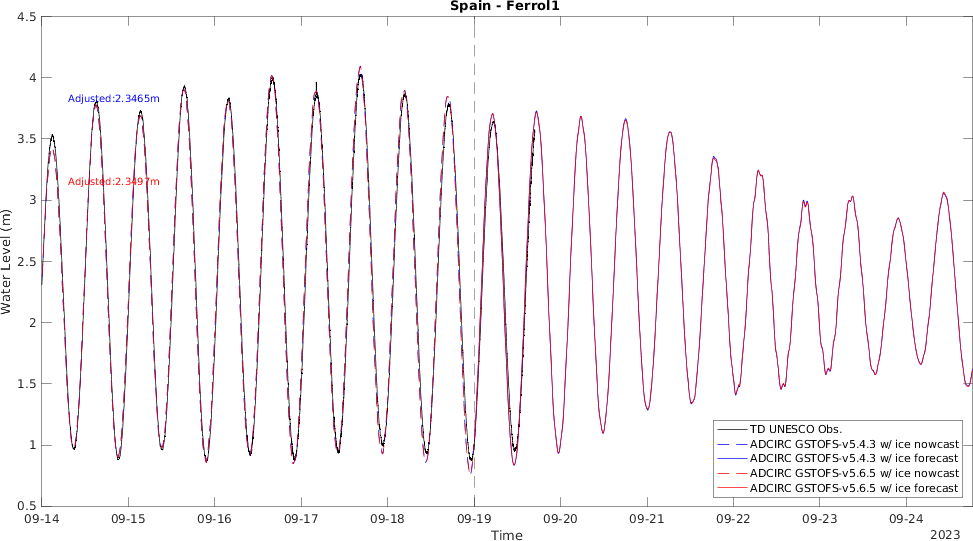 Spain - Ferrol1
4.5
4
3.5
3
2.5
2
1.5
1
0.5
Water Level (m)
Adjusted:2.3465m
Adjusted:2.3497m
TD UNESCO Obs.
ADCIRC GSTOFS-v5.4.3 w/ ice nowcast
ADCIRC GSTOFS-v5.4.3 w/ ice forecast
ADCIRC GSTOFS-v5.6.5 w/ ice nowcast
ADCIRC GSTOFS-v5.6.5 w/ ice forecast
09-14 09-15 09-16 09-17 09-18 09-19 09-20 09-21 09-22 09-23 09-24
Time
2023